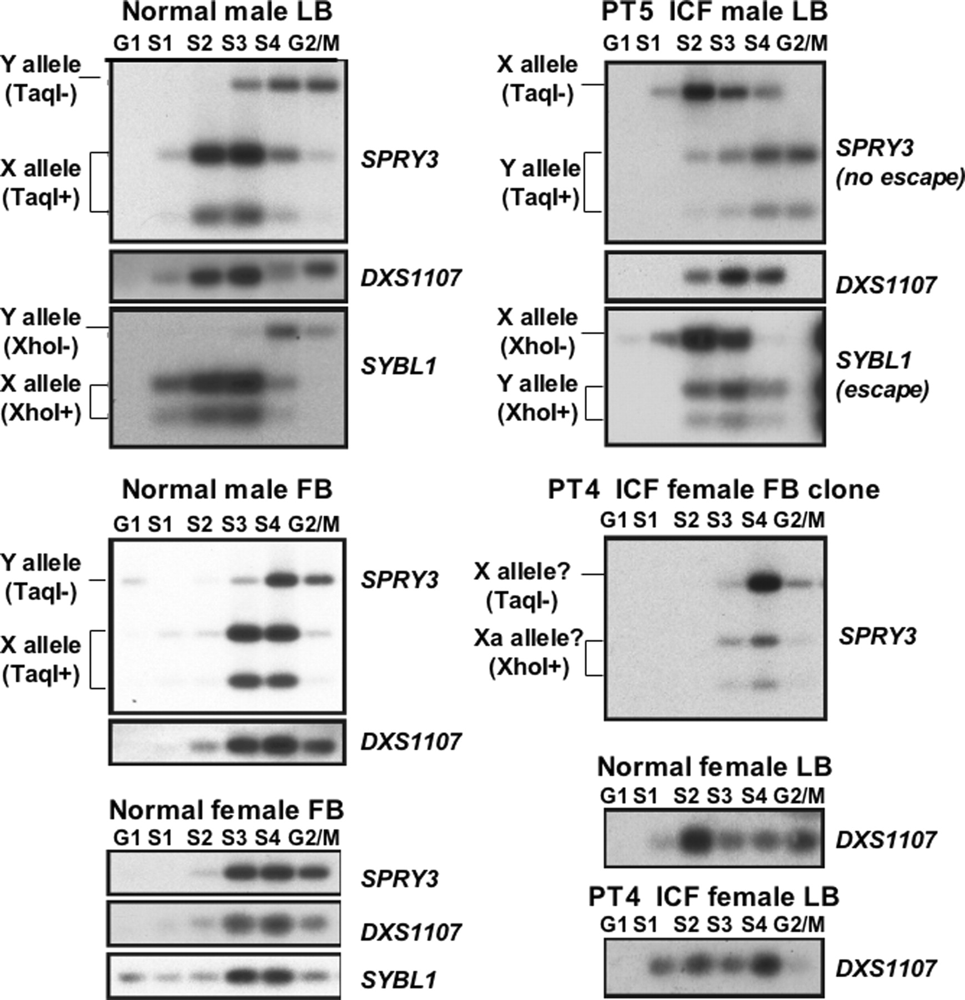 Normal male LB
G1 S1 S2 S3 S4 G2/M
Y allele
(TaqI-)
X allele
(TaqI+)
SPRY3
DXS1107
Y allele
(XhoI-)
X allele
(XhoI+)
SYBL1
PT5 ICF male LB
G1 S1 S2 S3 S4 G2/M
X allele
(TaqI-)
Y allele
(TaqI+)
SPRY3
(no escape)
DXS1107
X allele
(XhoI-)
Y allele
(XhoI+)
SYBL1
(escape)
Normal male FB
G1 S1 S2 S3 S4 G2/M
Y allele
(TaqI-)
X allele
(TaqI+)
SPRY3
DXS1107
PT4 ICF female FB clone
G1 S1 S2 S3 S4 G2/M
X allele?
(TaqI-)
Xa allele?
(XhoI+)
SPRY3
Normal female FB
G1 S1 S2 S3 S4 G2/M
SPRY3
DXS1107
SYBL1
Normal female LB
G1 S1 S2 S3 S4 G2/M
DXS1107
PT4 ICF female LB
G1 S1 S2 S3 S4 G2/M
DXS1107